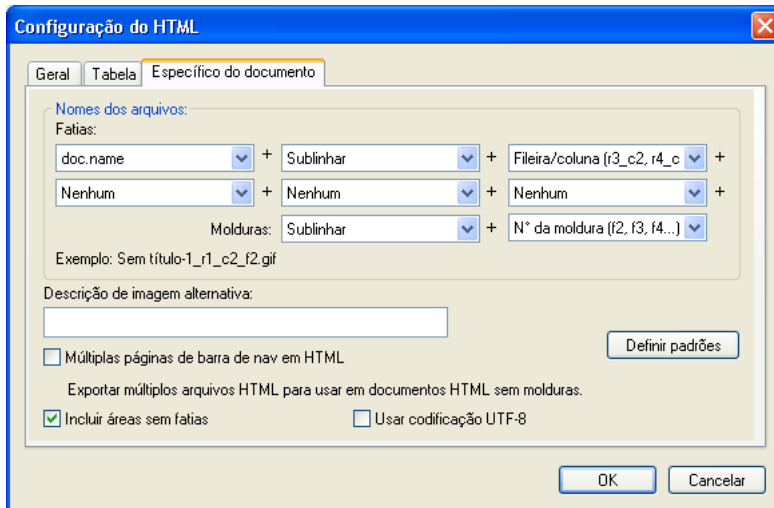 Configuração do HTML
Geral Tabela Específico do documento
Nomes dos arquivos:
Fatias:
doc.name + Sublinhar + Fileira/coluna (r3_c2, r4_c +
Nenhum + Nenhum + Nenhum +
Molduras: Sublinhar + N° da moldura (f2, f3, f4...)
Exemplo: Sem título-1_r1_c2_f2.gif
Descrição de imagem alternativa:
Definir padrões
Múltiplas páginas de barra de nav em HTML
Exportar múltiplos arquivos HTML para usar em documentos HTML sem molduras.
Incluir áreas sem fatias Usar codificação UTF-8
OK Cancelar